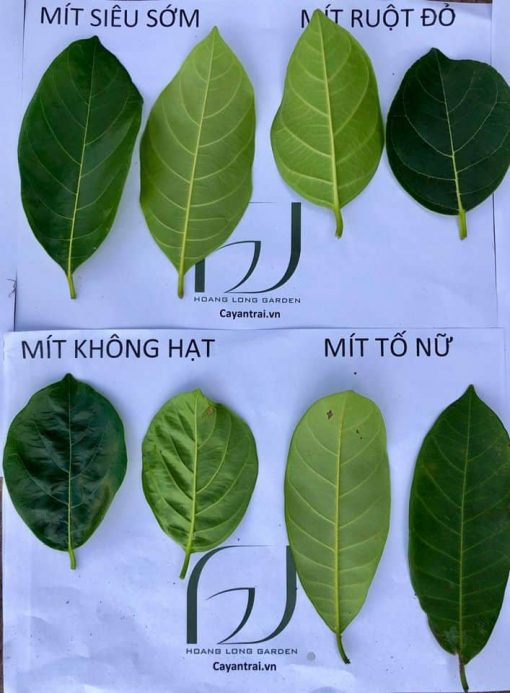 MÍT SIÊU SỚM
MÍT RUỘT ĐỎ
HOANG LONG GARDEN
Cayantrai.vn
MÍT KHÔNG HẠT
MÍT TỐ NỮ
HOANG LONG GARDEN
Cayantrai.vn